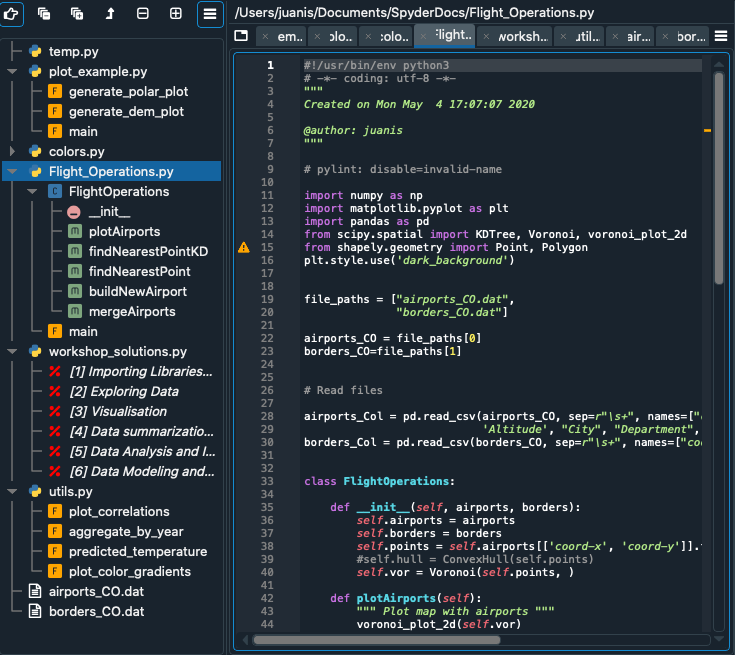 /Users/juanis/Documents/SpyderDocs/Flight_Operations.py
em... plo... colo... Flight... worksh... util... air... bor...
temp.py
plot_example.py
F generate_polar_plot
F generate_dem_plot
F main
colors.py
Flight_Operations.py
C FlightOperations
__init__
m plotAirports
m findNearestPointKD
m findNearestPoint
m buildNewAirport
m mergeAirports
F main
workshop_solutions.py
[1] Importing Libraries...
[2] Exploring Data
[3] Visualisation
[4] Data summarizatio...
[5] Data Analysis and I...
[6] Data Modeling and...
utils.py
F plot_correlations
F aggregate_by_year
F predicted_temperature
F plot_color_gradients
airports_CO.dat
borders_CO.dat
1 #!/usr/bin/env python3
2 # -*- coding: utf-8 -*-
3 """
4 Created on Mon May  4 17:07:07 2020
5
6 @author: juanis
7 """
8
9 # pylint: disable=invalid-name
10
11 import numpy as np
12 import matplotlib.pyplot as plt
13 import pandas as pd
14 from scipy.spatial import KDTree, Voronoi, voronoi_plot_2d
15 from shapely.geometry import Point, Polygon
16 plt.style.use('dark_background')
17
18
19 file_paths = ["airports_CO.dat",
20 "borders_CO.dat"]
21
22 airports_CO = file_paths[0]
23 borders_CO=file_paths[1]
24
25
26 # Read files
27
28 airports_Col = pd.read_csv(airports_CO, sep=r"\s+", names=["
29 'Altitude', "City", "Department",
30 borders_Col = pd.read_csv(borders_CO, sep=r"\s+", names=["coo
31
32
33 class FlightOperations:
34
35 def __init__(self, airports, borders):
36 self.airports = airports
37 self.borders = borders
38 self.points = self.airports[['coord-x', 'coord-y']].
39 #self.hull = ConvexHull(self.points)
40 self.vor = Voronoi(self.points, )
41
42 def plotAirports(self):
43 """ Plot map with airports """
44 voronoi_plot_2d(self.vor)